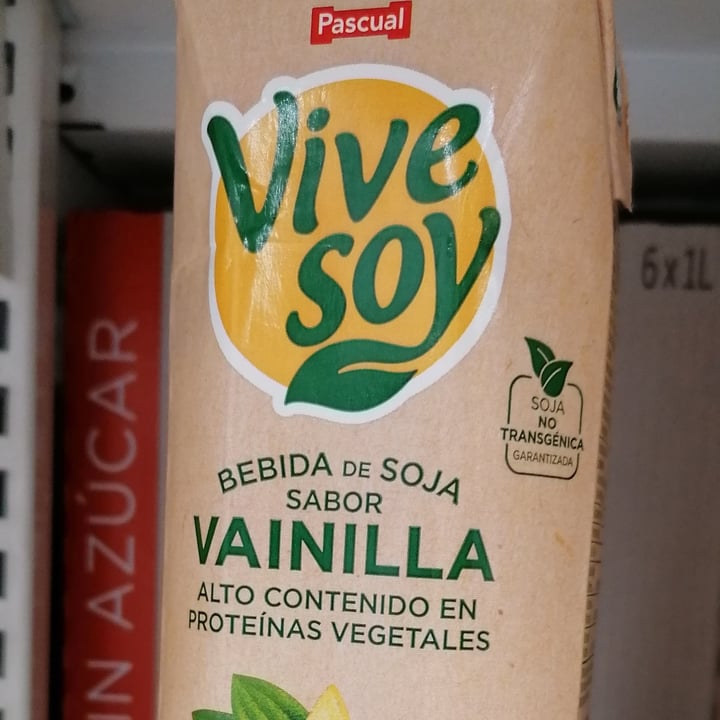 Pascual
Vive
soy
SOJA
NO
TRANSGÉNICA
GARANTIZADA
BEBIDA DE SOJA
SABOR
VAINILLA
ALTO CONTENIDO EN
PROTEÍNAS VEGETALES
IN AZÚCAR
6x1L